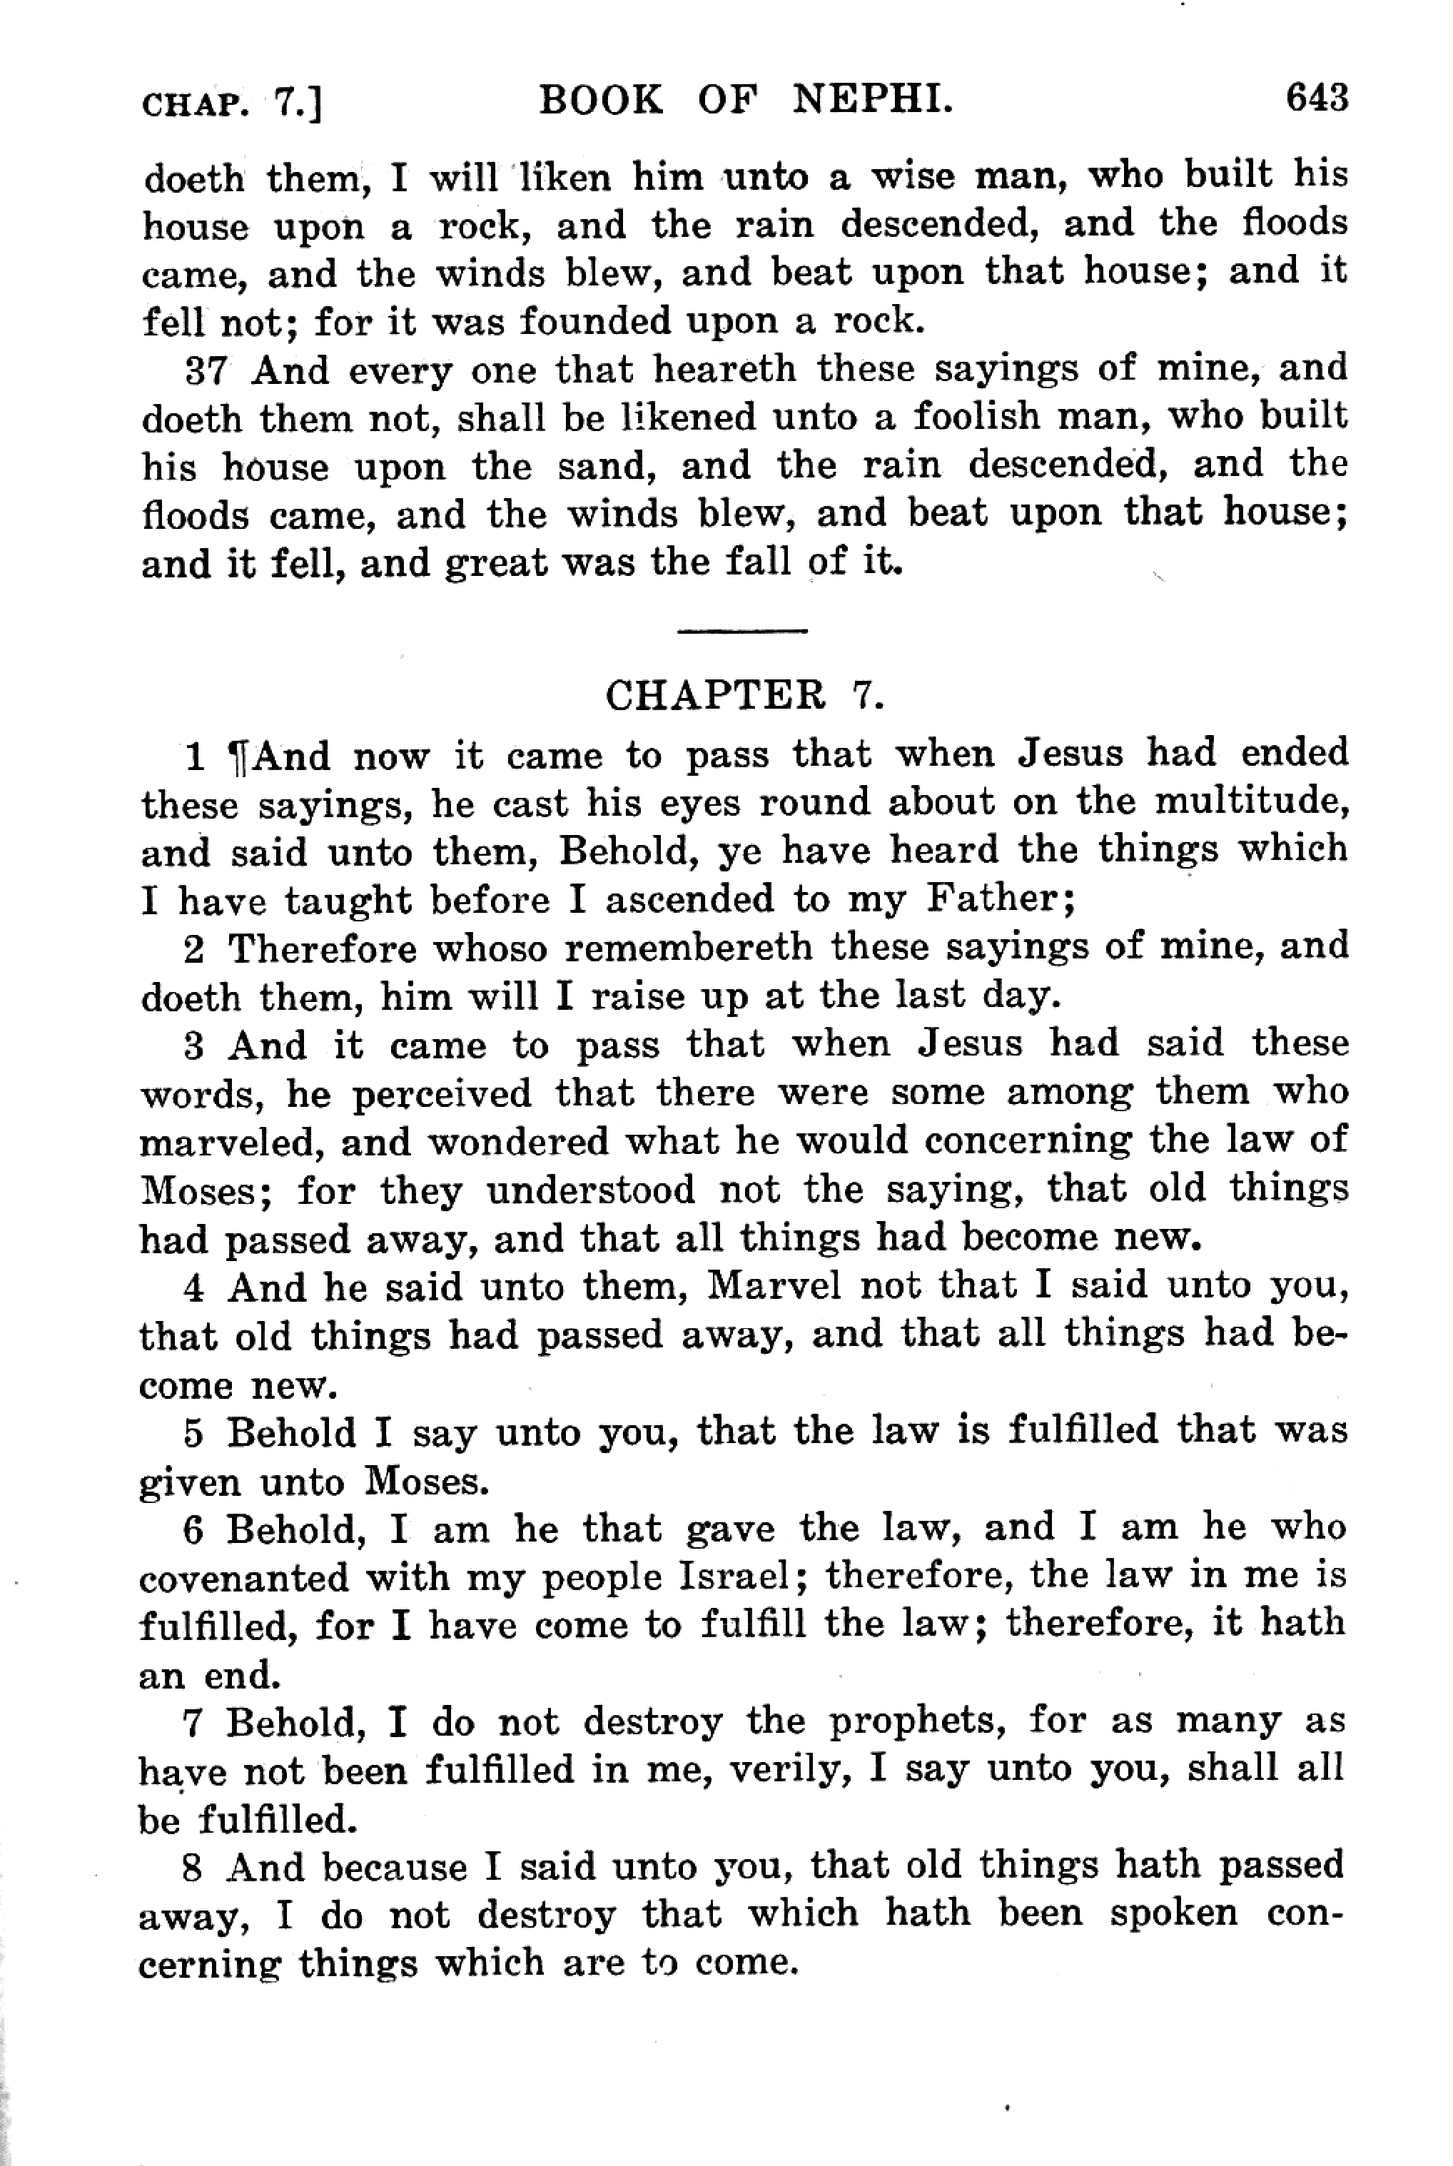 CHAP. 7.] BOOK OF NEPHI. 643
doeth them, I will liken him unto a wise man, who built his
house upon a rock, and the rain descended, and the floods
came, and the winds blew, and beat upon that house; and it
fell not; for it was founded upon a rock.
37 And every one that heareth these sayings of mine, and
doeth them not, shall be likened unto a foolish man, who built
his house upon the sand, and the rain descended, and the
floods came, and the winds blew, and beat upon that house;
and it fell, and great was the fall of it.
CHAPTER 7.
1 ¶And now it came to pass that when Jesus had ended
these sayings, he cast his eyes round about on the multitude,
and said unto them, Behold, ye have heard the things which
I have taught before I ascended to my Father;
2 Therefore whoso remembereth these sayings of mine, and
doeth them, him will I raise up at the last day.
3 And it came to pass that when Jesus had said these
words, he perceived that there were some among them who
marveled, and wondered what he would concerning the law of
Moses; for they understood not the saying, that old things
had passed away, and that all things had become new.
4 And he said unto them, Marvel not that I said unto you,
that old things had passed away, and that all things had be-
come new.
5 Behold I say unto you, that the law is fulfilled that was
given unto Moses.
6 Behold, I am he that gave the law, and I am he who
covenanted with my people Israel; therefore, the law in me is
fulfilled, for I have come to fulfill the law; therefore, it hath
an end.
7 Behold, I do not destroy the prophets, for as many as
have not been fulfilled in me, verily, I say unto you, shall all
be fulfilled.
8 And because I said unto you, that old things hath passed
away, I do not destroy that which hath been spoken con-
cerning things which are to come.